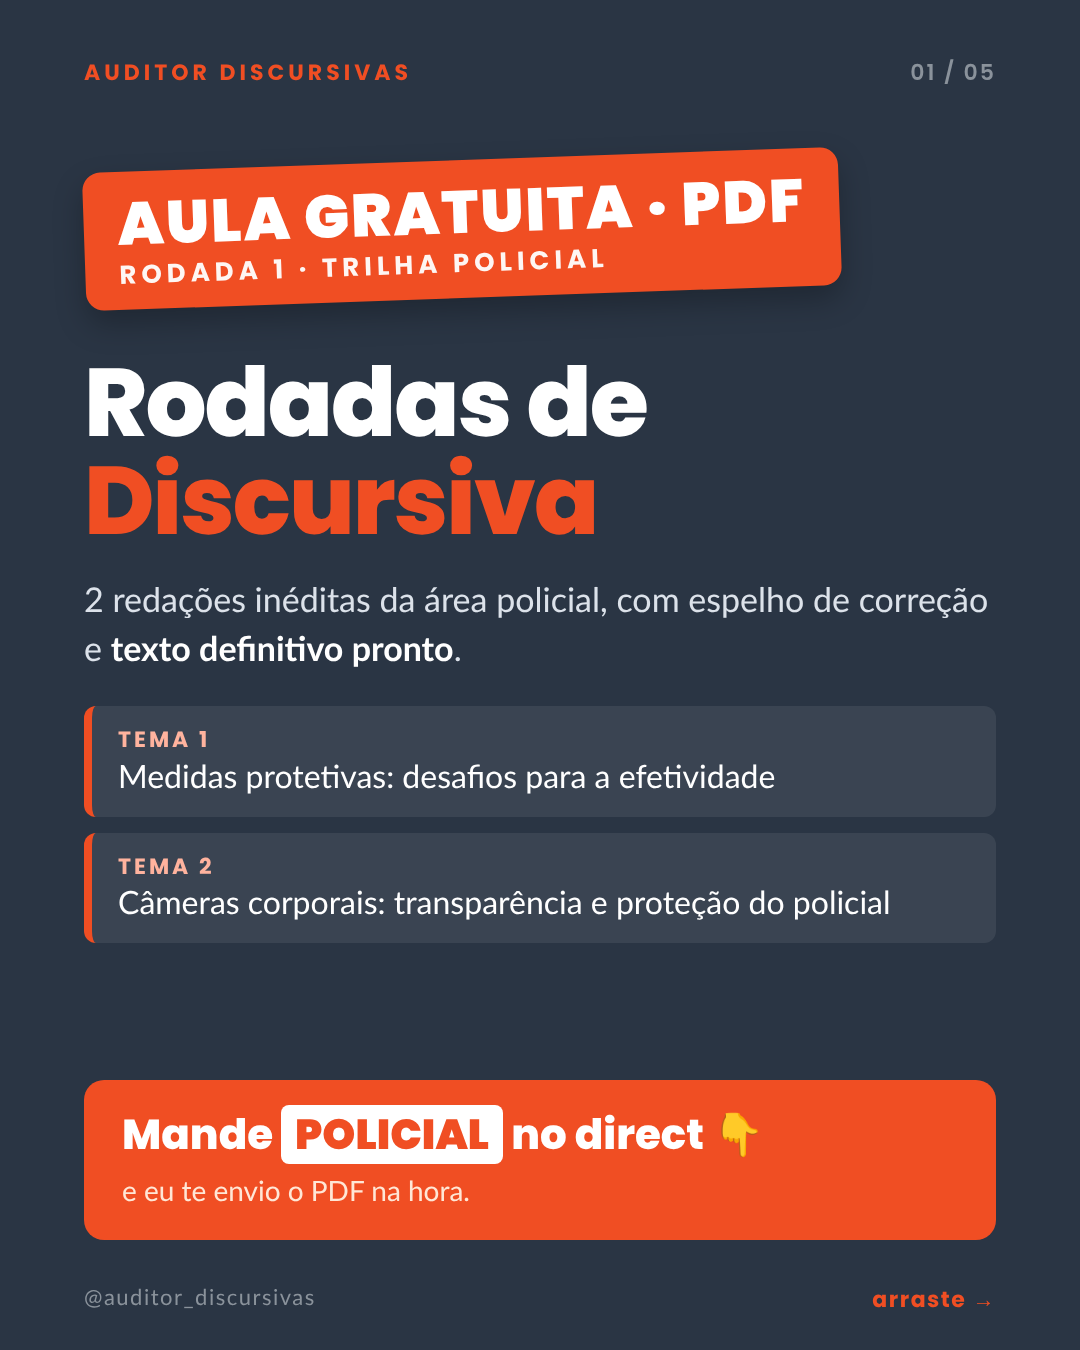 AUDITOR DISCURSIVAS
01 / 05
AULA GRATUITA · PDF
RODADA 1 · TRILHA POLICIAL
Rodadas de
Discursiva
2 redações inéditas da área policial, com espelho de correção
e texto definitivo pronto.
TEMA 1
Medidas protetivas: desafios para a efetividade
TEMA 2
Câmeras corporais: transparência e proteção do policial
Mande POLICIAL no direct 👇
e eu te envio o PDF na hora.
@auditor_discursivas
arraste →